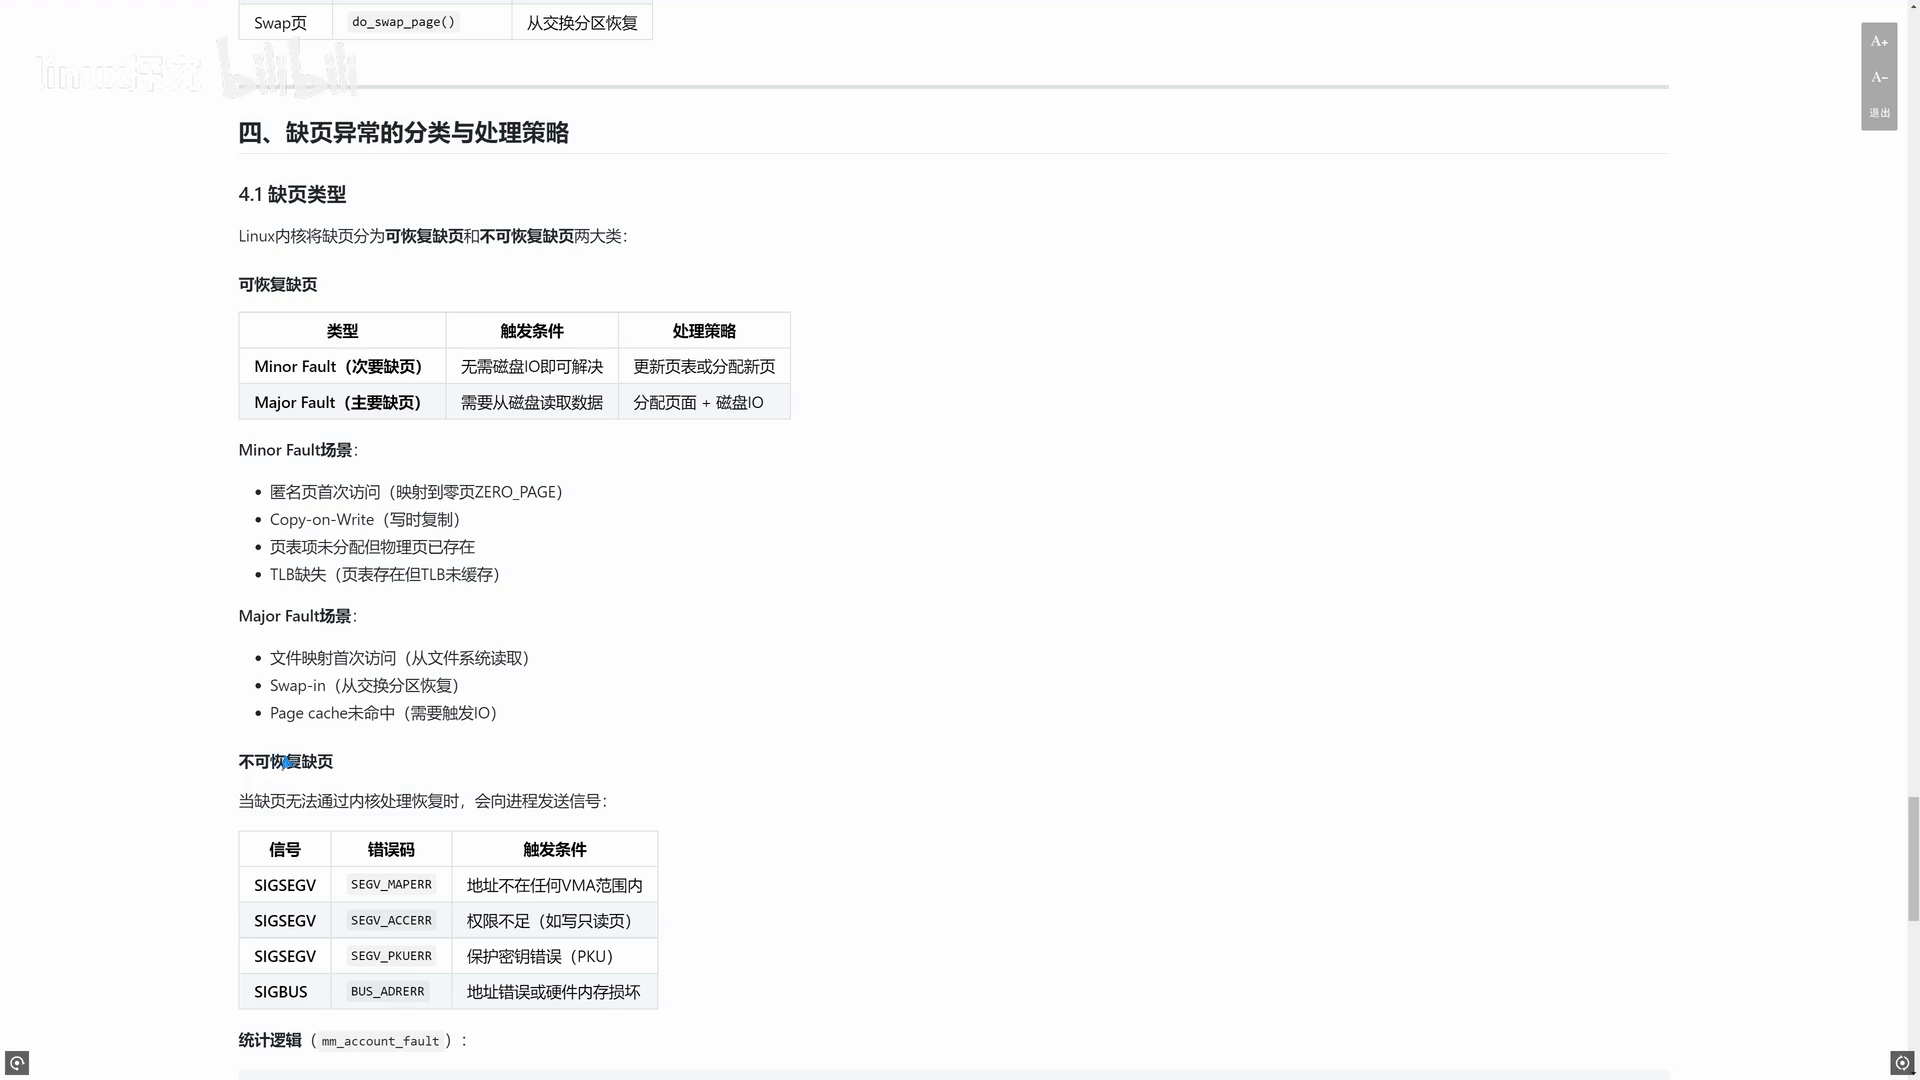 Swap页 do_swap_page() 从交换分区恢复
linux探究 bilibili
A+
A-
退出
四、缺页异常的分类与处理策略
4.1 缺页类型
Linux内核将缺页分为可恢复缺页和不可恢复缺页两大类：
可恢复缺页
类型 触发条件 处理策略
Minor Fault（次要缺页） 无需磁盘IO即可解决 更新页表或分配新页
Major Fault（主要缺页） 需要从磁盘读取数据 分配页面 + 磁盘IO
Minor Fault场景：
• 匿名页首次访问（映射到零页ZERO_PAGE）
• Copy-on-Write（写时复制）
• 页表项未分配但物理页已存在
• TLB缺失（页表存在但TLB未缓存）
Major Fault场景：
• 文件映射首次访问（从文件系统读取）
• Swap-in（从交换分区恢复）
• Page cache未命中（需要触发IO）
不可恢复缺页
当缺页无法通过内核处理恢复时，会向进程发送信号：
信号 错误码 触发条件
SIGSEGV SEGV_MAPERR 地址不在任何VMA范围内
SIGSEGV SEGV_ACCERR 权限不足（如写只读页）
SIGSEGV SEGV_PKUERR 保护密钥错误（PKU）
SIGBUS BUS_ADRERR 地址错误或硬件内存损坏
统计逻辑（mm_account_fault）：